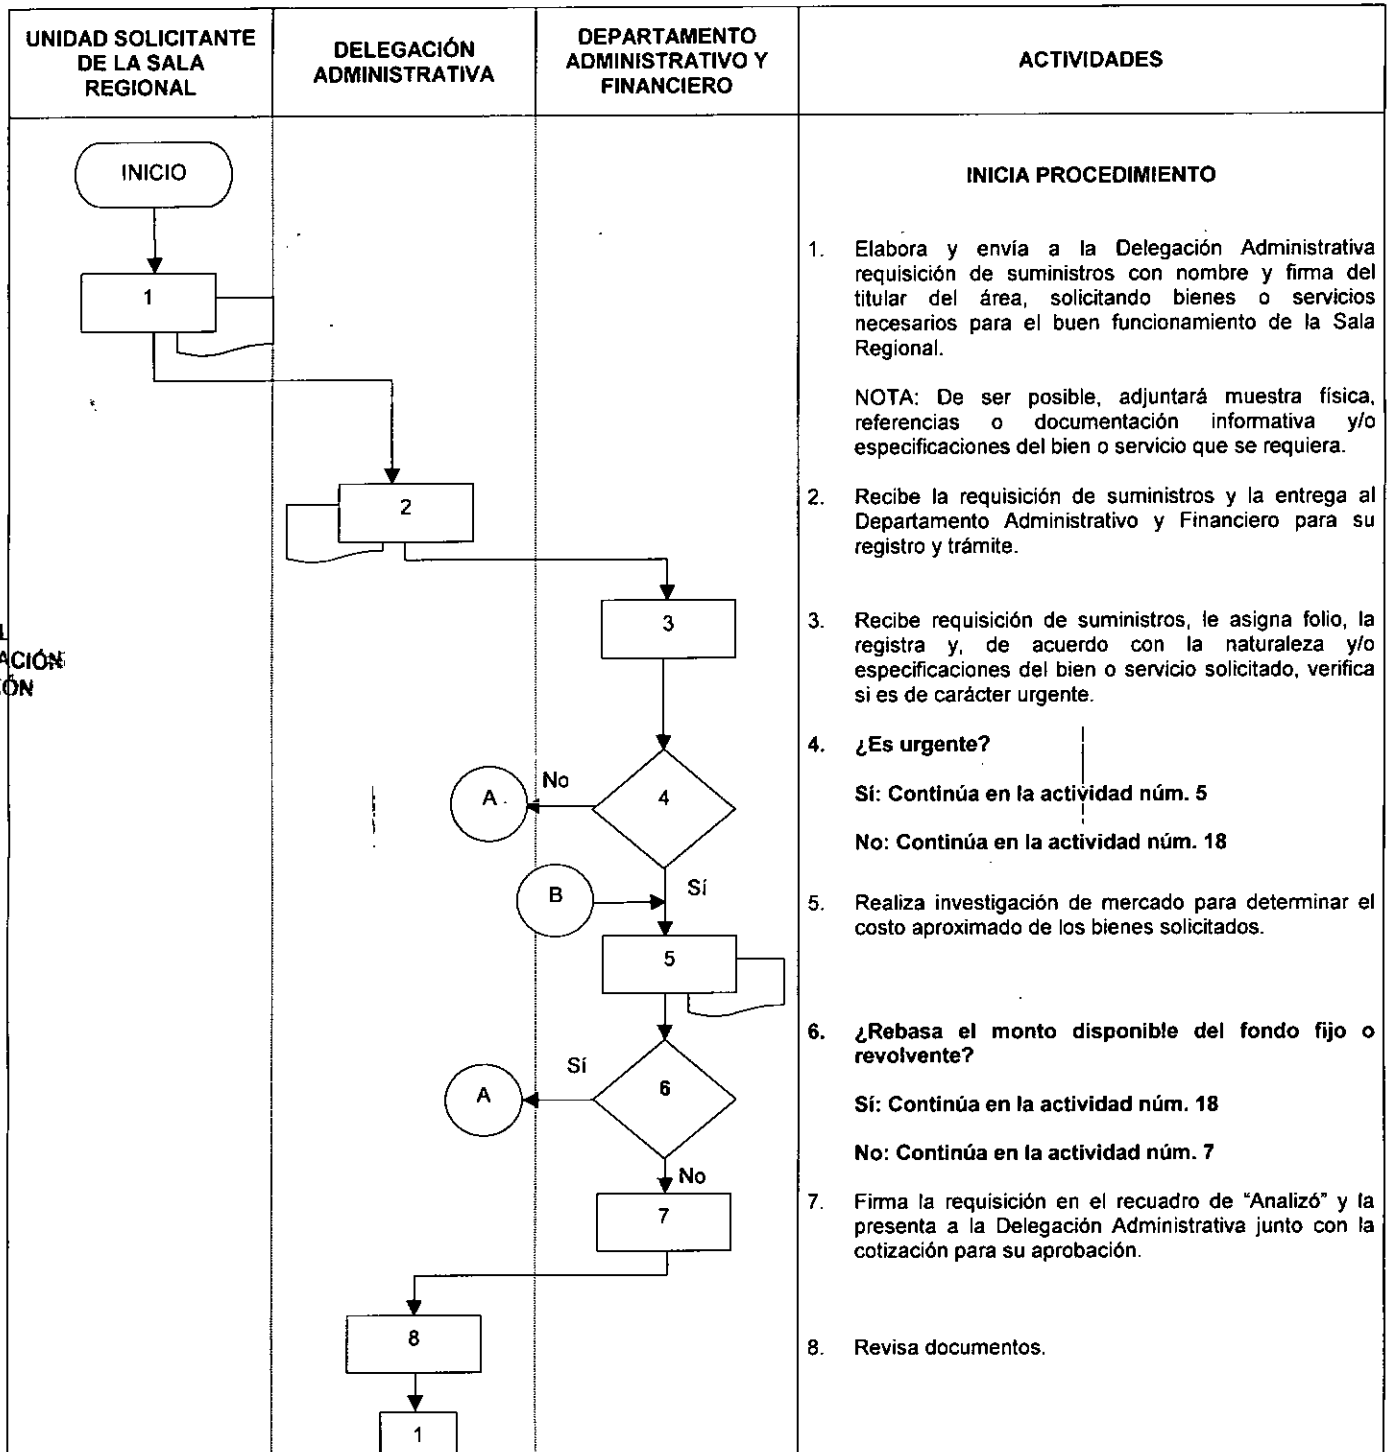 UNIDAD SOLICITANTE
DE LA SALA
REGIONAL
DELEGACIÓN
ADMINISTRATIVA
DEPARTAMENTO
ADMINISTRATIVO Y
FINANCIERO
ACTIVIDADES
INICIO
1
2
3
No
A
4
B
Sí
5
Sí
A
6
No
7
8
1
INICIA PROCEDIMIENTO
1. Elabora y envía a la Delegación Administrativa
requisición de suministros con nombre y firma del
titular del área, solicitando bienes o servicios
necesarios para el buen funcionamiento de la Sala
Regional.
NOTA: De ser posible, adjuntará muestra física,
referencias o documentación informativa y/o
especificaciones del bien o servicio que se requiera.
2. Recibe la requisición de suministros y la entrega al
Departamento Administrativo y Financiero para su
registro y trámite.
3. Recibe requisición de suministros, le asigna folio, la
registra y, de acuerdo con la naturaleza y/o
especificaciones del bien o servicio solicitado, verifica
si es de carácter urgente.
4. ¿Es urgente?
Sí: Continúa en la actividad núm. 5
No: Continúa en la actividad núm. 18
5. Realiza investigación de mercado para determinar el
costo aproximado de los bienes solicitados.
6. ¿Rebasa el monto disponible del fondo fijo o
revolvente?
Sí: Continúa en la actividad núm. 18
No: Continúa en la actividad núm. 7
7. Firma la requisición en el recuadro de "Analizó" y la
presenta a la Delegación Administrativa junto con la
cotización para su aprobación.
8. Revisa documentos.
L
ACIÓN
ÓN